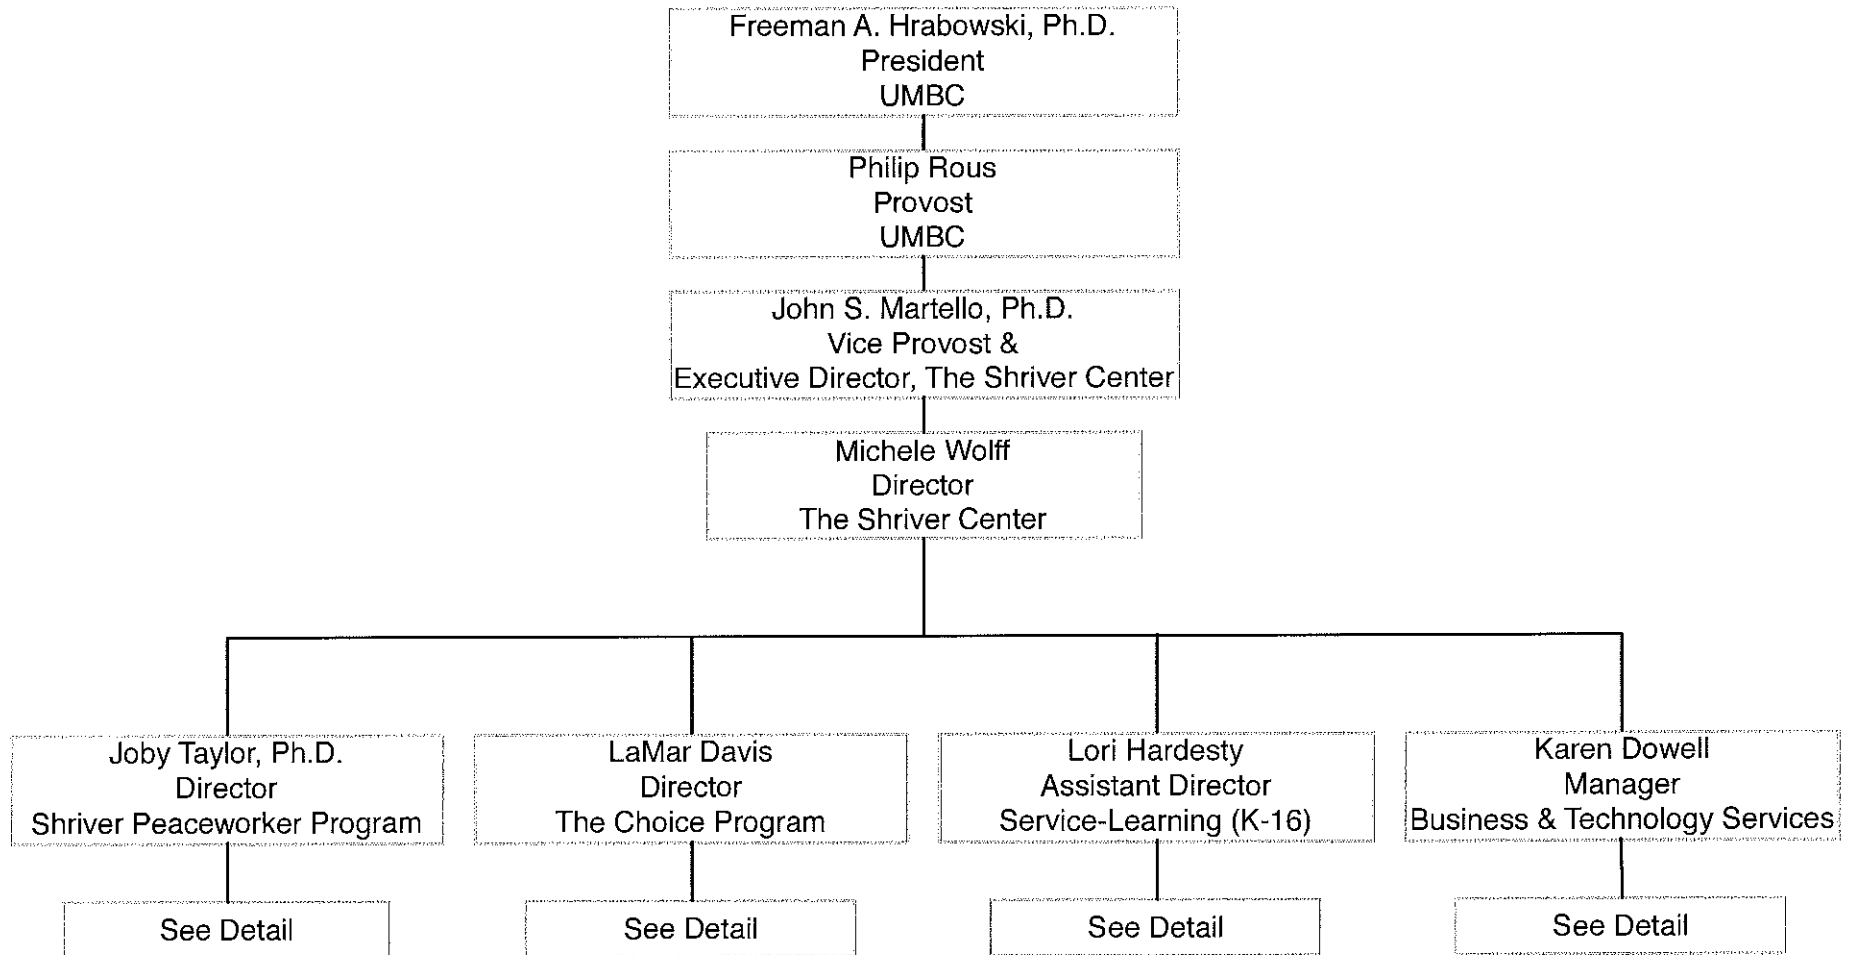 Freeman A. Hrabowski, Ph.D.
President
UMBC
Philip Rous
Provost
UMBC
John S. Martello, Ph.D.
Vice Provost &
Executive Director, The Shriver Center
Michele Wolff
Director
The Shriver Center
Joby Taylor, Ph.D.
Director
Shriver Peaceworker Program
See Detail
LaMar Davis
Director
The Choice Program
See Detail
Lori Hardesty
Assistant Director
Service-Learning (K-16)
See Detail
Karen Dowell
Manager
Business & Technology Services
See Detail